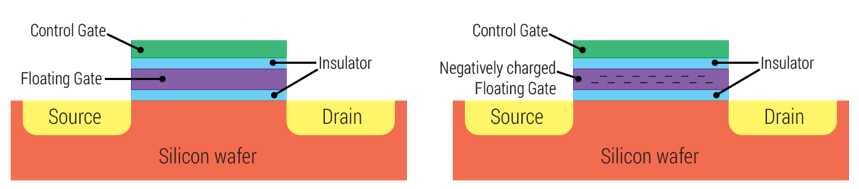 Control Gate
Insulator
Floating Gate
Source
Drain
Silicon wafer
Control Gate
Insulator
Negatively charged
Floating Gate
Source
Drain
Silicon wafer